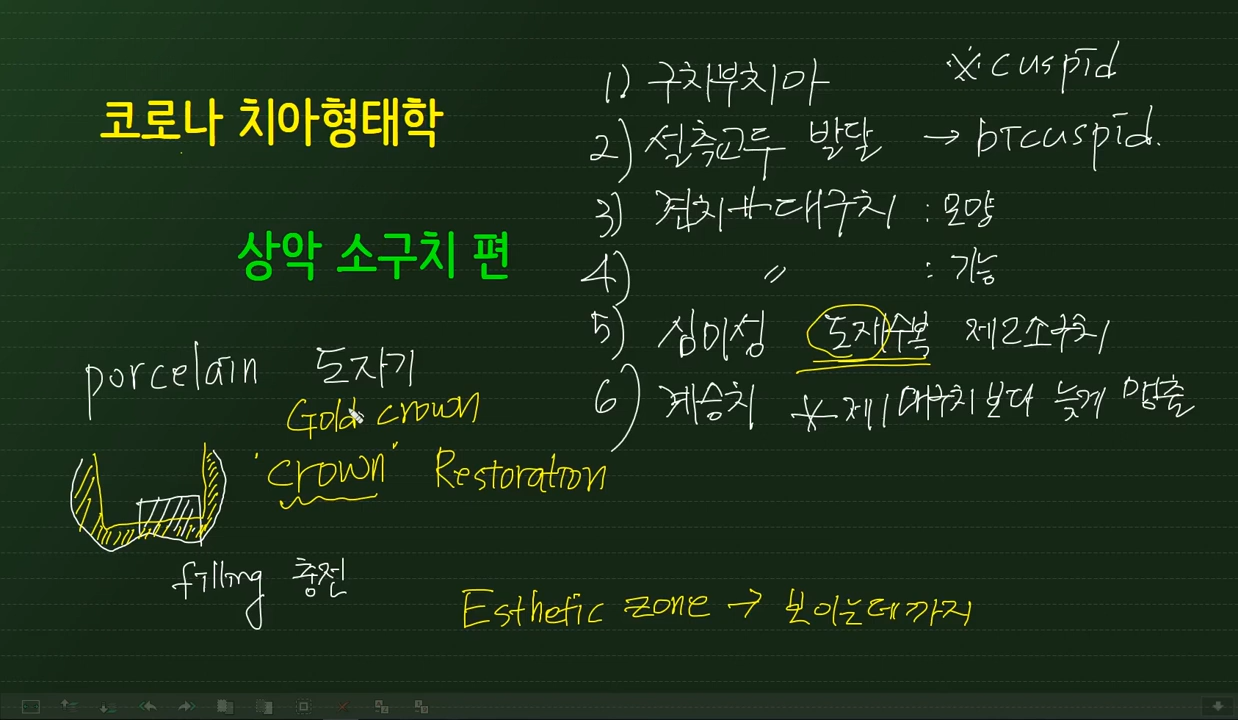 코로나 치아형태학
상악 소구치 편
1) 구치부치아 ※ cuspid
2) 설측교두 발달 → bicuspid.
3) 견치+대구치 : 모양
4) 〃 : 기능
5) 심미성 도재수복 제2소구치
6) 계승치 * 제1대구치보다 늦게 맹출
porcelain 도자기
Gold crown
'crown' Restoration
filling 충전
Esthetic zone → 보이는데까지